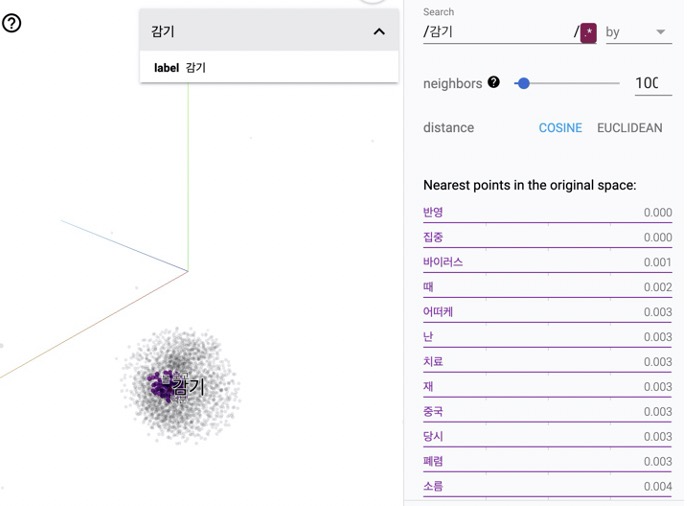 ?
감기
label 감기
감기
Search
/감기 /.* by
neighbors ? 100
distance COSINE EUCLIDEAN
Nearest points in the original space:
반영 0.000
집중 0.000
바이러스 0.001
때 0.002
어떠케 0.003
난 0.003
치료 0.003
재 0.003
중국 0.003
당시 0.003
폐렴 0.003
소름 0.004